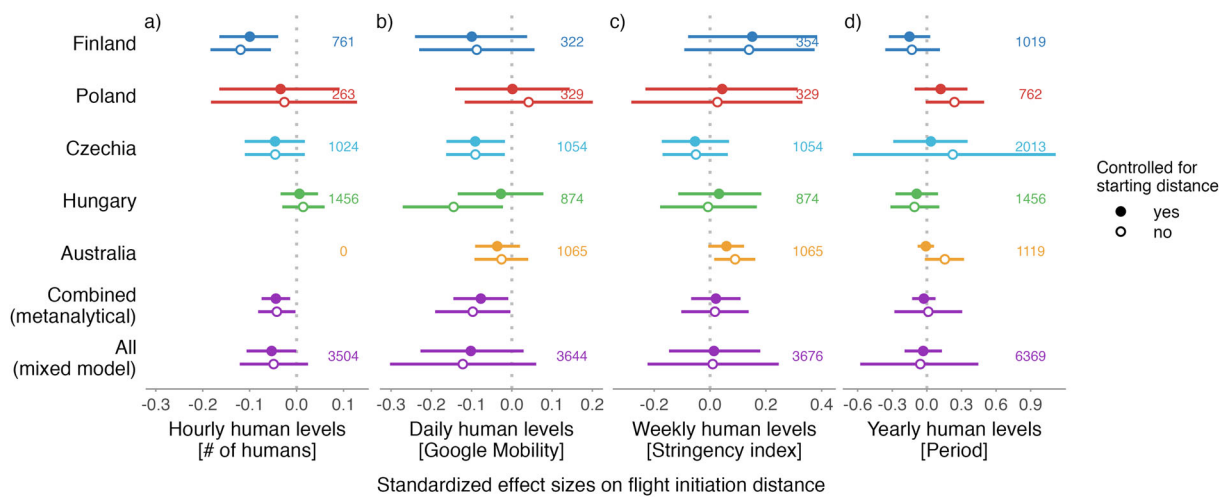 a) b) c) d)
Finland 761 322 354 1019
Poland 263 329 329 762
Czechia 1024 1054 1054 2013
Hungary 1456 874 874 1456
Australia 0 1065 1065 1119
Combined
(metanalytical)
All
(mixed model) 3504 3644 3676 6369
Controlled for
starting distance
yes
no
-0.3 -0.2 -0.1 0.0 0.1 -0.3 -0.2 -0.1 0.0 0.1 0.2 -0.2 0.0 0.2 0.4 -0.6 -0.3 0.0 0.3 0.6 0.9
Hourly human levels Daily human levels Weekly human levels Yearly human levels
[# of humans] [Google Mobility] [Stringency index] [Period]
Standardized effect sizes on flight initiation distance